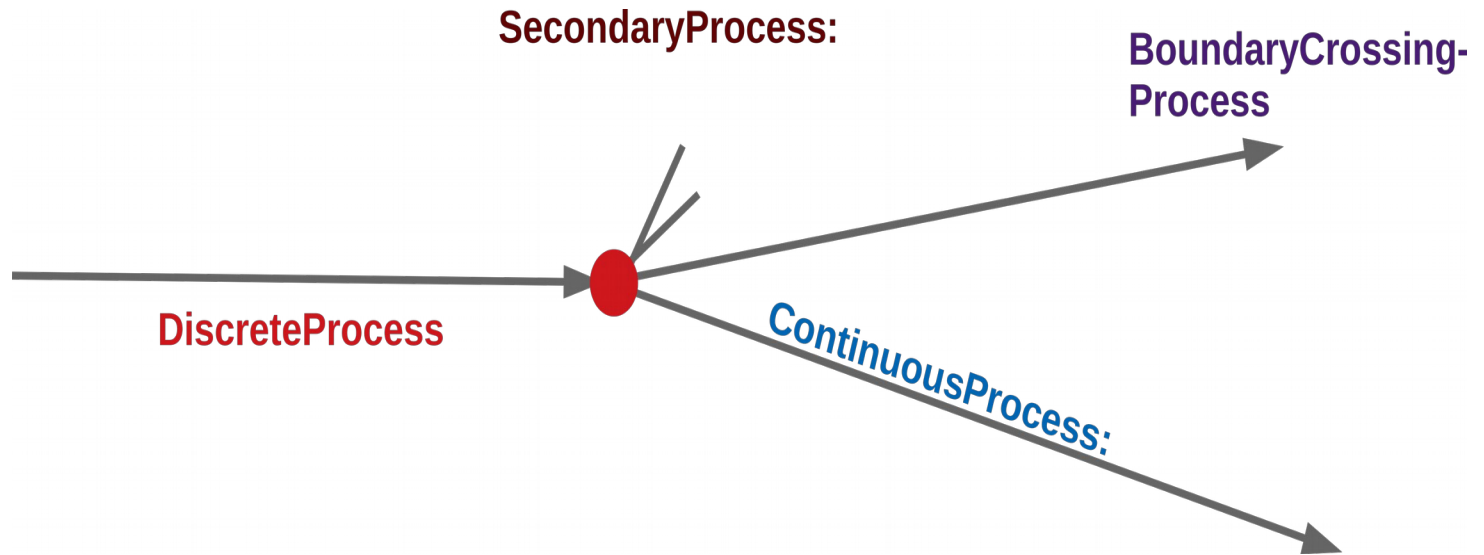 SecondaryProcess:
BoundaryCrossing-
Process
DiscreteProcess
ContinuousProcess: